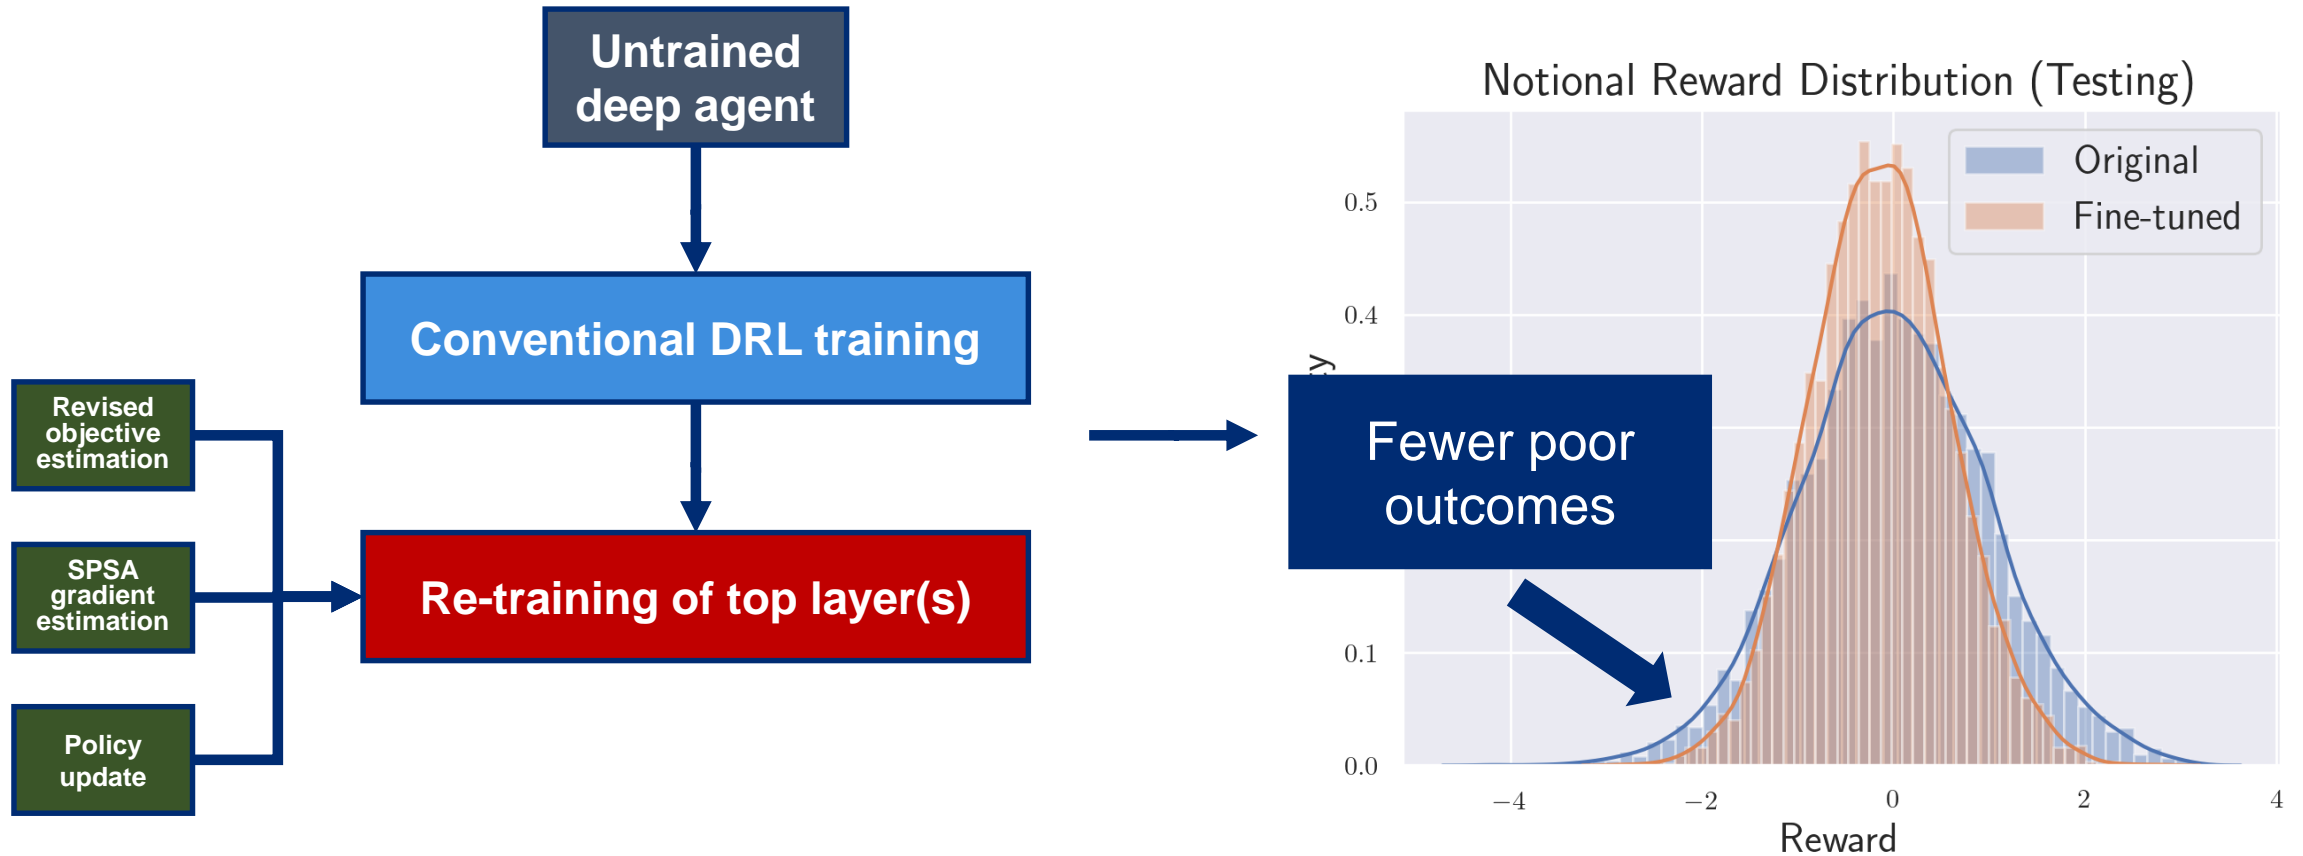 Untrained
deep agent
Conventional DRL training
Re-training of top layer(s)
Revised
objective
estimation
SPSA
gradient
estimation
Policy
update
Notional Reward Distribution (Testing)
Original
Fine-tuned
0.5
0.4
Fewer poor
outcomes
0.1
0.0
−4
−2
0
2
4
Reward